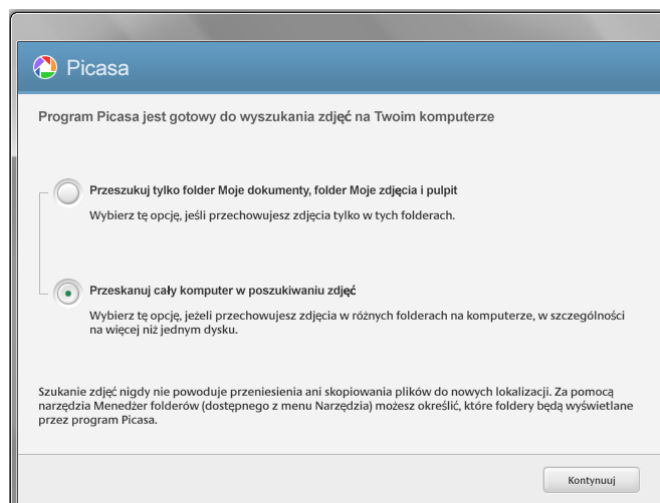 Picasa
Program Picasa jest gotowy do wyszukania zdjęć na Twoim komputerze
Przeszukuj tylko folder Moje dokumenty, folder Moje zdjęcia i pulpit
Wybierz tę opcję, jeśli przechowujesz zdjęcia tylko w tych folderach.
Przeskanuj cały komputer w poszukiwaniu zdjęć
Wybierz tę opcję, jeżeli przechowujesz zdjęcia w różnych folderach na komputerze, w szczególności
na więcej niż jednym dysku.
Szukanie zdjęć nigdy nie powoduje przeniesienia ani skopiowania plików do nowych lokalizacji. Za pomocą
narzędzia Menedżer folderów (dostępnego z menu Narzędzia) możesz określić, które foldery będą wyświetlane
przez program Picasa.
Kontynuuj